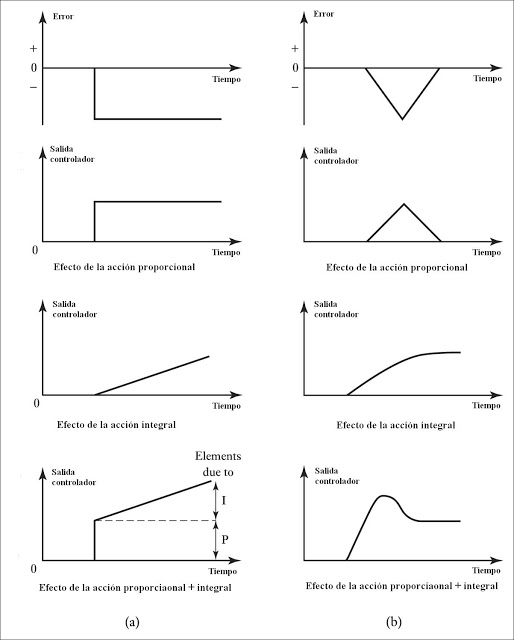 Error
+
0
−
Tiempo
Salida
controlador
0
Tiempo
Efecto de la acción proporcional
Salida
controlador
0
Tiempo
Efecto de la acción integral
Elements
due to
Salida
controlador
I
P
0
Tiempo
Efecto de la acción proporciaonal + integral
(a)
Error
+
0
−
Tiempo
Salida
controlador
Tiempo
Efecto de la acción proporcional
Salida
controlador
Tiempo
Efecto de la acción integral
Salida
controlador
Tiempo
Efecto de la acción proporciaonal + integral
(b)